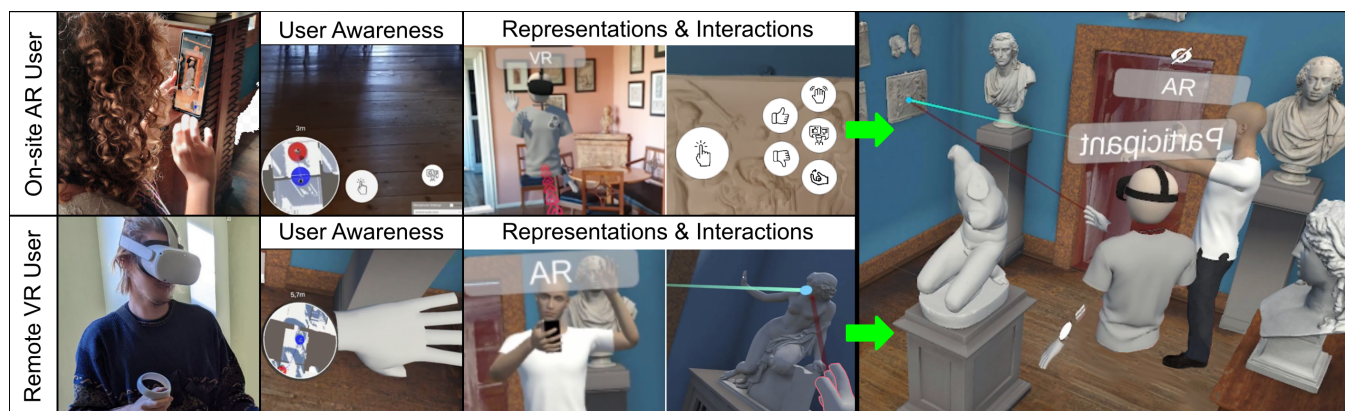 On-site AR User
User Awareness
Representations & Interactions
3m
VR
AR
Participant
Remote VR User
User Awareness
Representations & Interactions
5,7m
AR